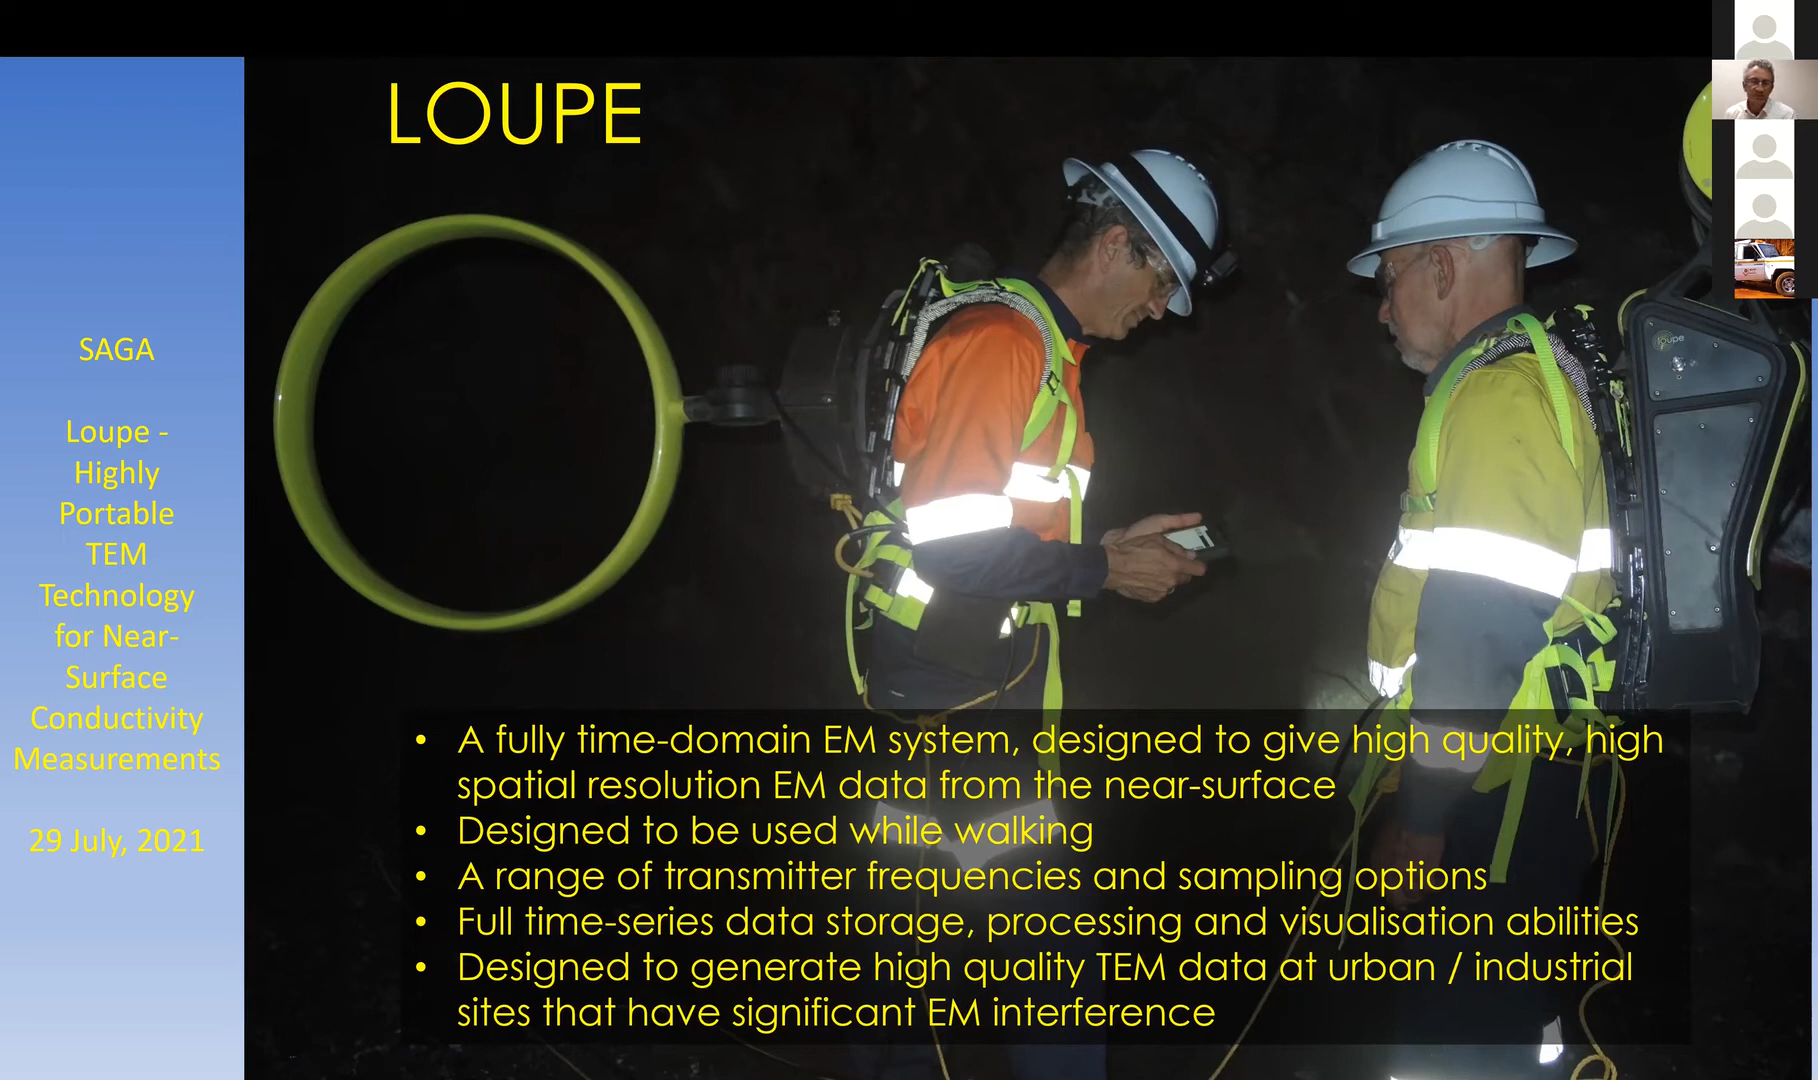 LOUPE
SAGA
Loupe -
Highly
Portable
TEM
Technology
for Near-
Surface
Conductivity
Measurements
29 July, 2021
loupe
• A fully time-domain EM system, designed to give high quality, high
spatial resolution EM data from the near-surface
• Designed to be used while walking
• A range of transmitter frequencies and sampling options
• Full time-series data storage, processing and visualisation abilities
• Designed to generate high quality TEM data at urban / industrial
sites that have significant EM interference